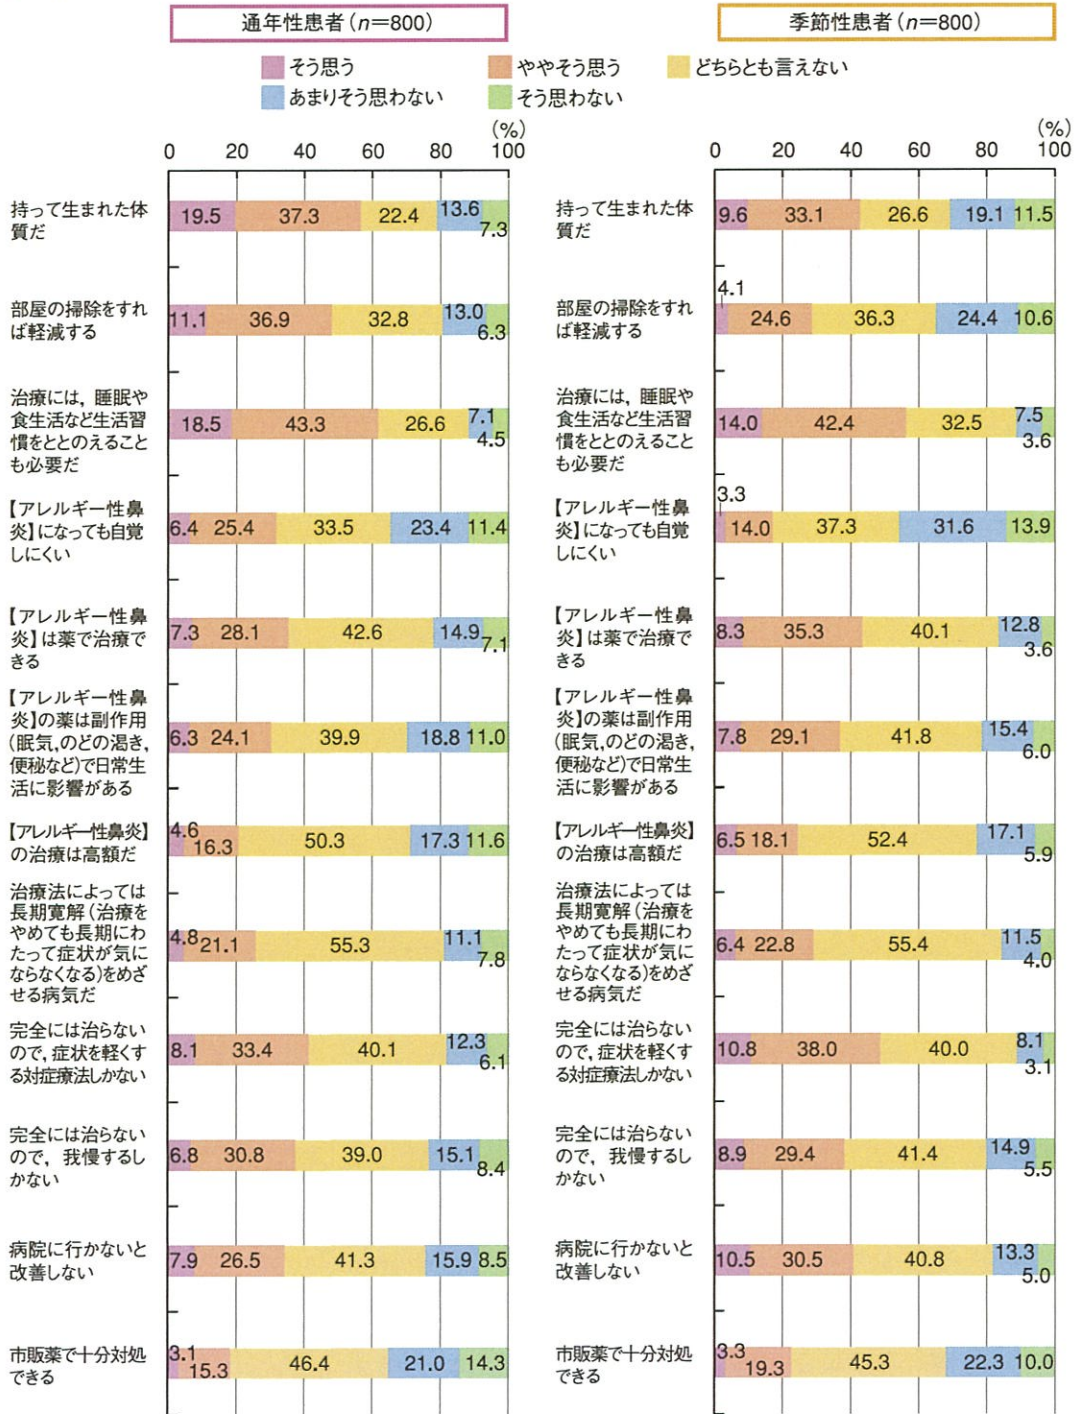 通年性患者(n=800)
季節性患者(n=800)
そう思う
ややそう思う
どちらとも言えない
あまりそう思わない
そう思わない
(%)
0 20 40 60 80 100
持って生まれた体
質だ
19.5 37.3 22.4 13.6 7.3
部屋の掃除をすれ
ば軽減する
11.1 36.9 32.8 13.0 6.3
治療には，睡眠や
食生活など生活習
慣をととのえること
も必要だ
18.5 43.3 26.6 7.1 4.5
【アレルギー性鼻
炎】になっても自覚
しにくい
6.4 25.4 33.5 23.4 11.4
【アレルギー性鼻
炎】は薬で治療で
きる
7.3 28.1 42.6 14.9 7.1
【アレルギー性鼻
炎】の薬は副作用
(眠気，のどの渇き，
便秘など)で日常生
活に影響がある
6.3 24.1 39.9 18.8 11.0
【アレルギー性鼻炎】
の治療は高額だ
4.6 16.3 50.3 17.3 11.6
治療法によっては
長期寛解(治療を
やめても長期にわ
たって症状が気に
ならなくなる)をめざ
せる病気だ
4.8 21.1 55.3 11.1 7.8
完全には治らない
ので，症状を軽くす
る対症療法しかない
8.1 33.4 40.1 12.3 6.1
完全には治らない
ので，我慢するし
かない
6.8 30.8 39.0 15.1 8.4
病院に行かないと
改善しない
7.9 26.5 41.3 15.9 8.5
市販薬で十分対処
できる
3.1 15.3 46.4 21.0 14.3
(%)
0 20 40 60 80 100
持って生まれた体
質だ
9.6 33.1 26.6 19.1 11.5
部屋の掃除をすれ
ば軽減する
4.1 24.6 36.3 24.4 10.6
治療には，睡眠や
食生活など生活習
慣をととのえること
も必要だ
14.0 42.4 32.5 7.5 3.6
【アレルギー性鼻
炎】になっても自覚
しにくい
3.3 14.0 37.3 31.6 13.9
【アレルギー性鼻
炎】は薬で治療で
きる
8.3 35.3 40.1 12.8 3.6
【アレルギー性鼻
炎】の薬は副作用
(眠気，のどの渇き，
便秘など)で日常生
活に影響がある
7.8 29.1 41.8 15.4 6.0
【アレルギー性鼻炎】
の治療は高額だ
6.5 18.1 52.4 17.1 5.9
治療法によっては
長期寛解(治療を
やめても長期にわ
たって症状が気に
ならなくなる)をめざ
せる病気だ
6.4 22.8 55.4 11.5 4.0
完全には治らない
ので，症状を軽くす
る対症療法しかない
10.8 38.0 40.0 8.1 3.1
完全には治らない
ので，我慢するし
かない
8.9 29.4 41.4 14.9 5.5
病院に行かないと
改善しない
10.5 30.5 40.8 13.3 5.0
市販薬で十分対処
できる
3.3 19.3 45.3 22.3 10.0